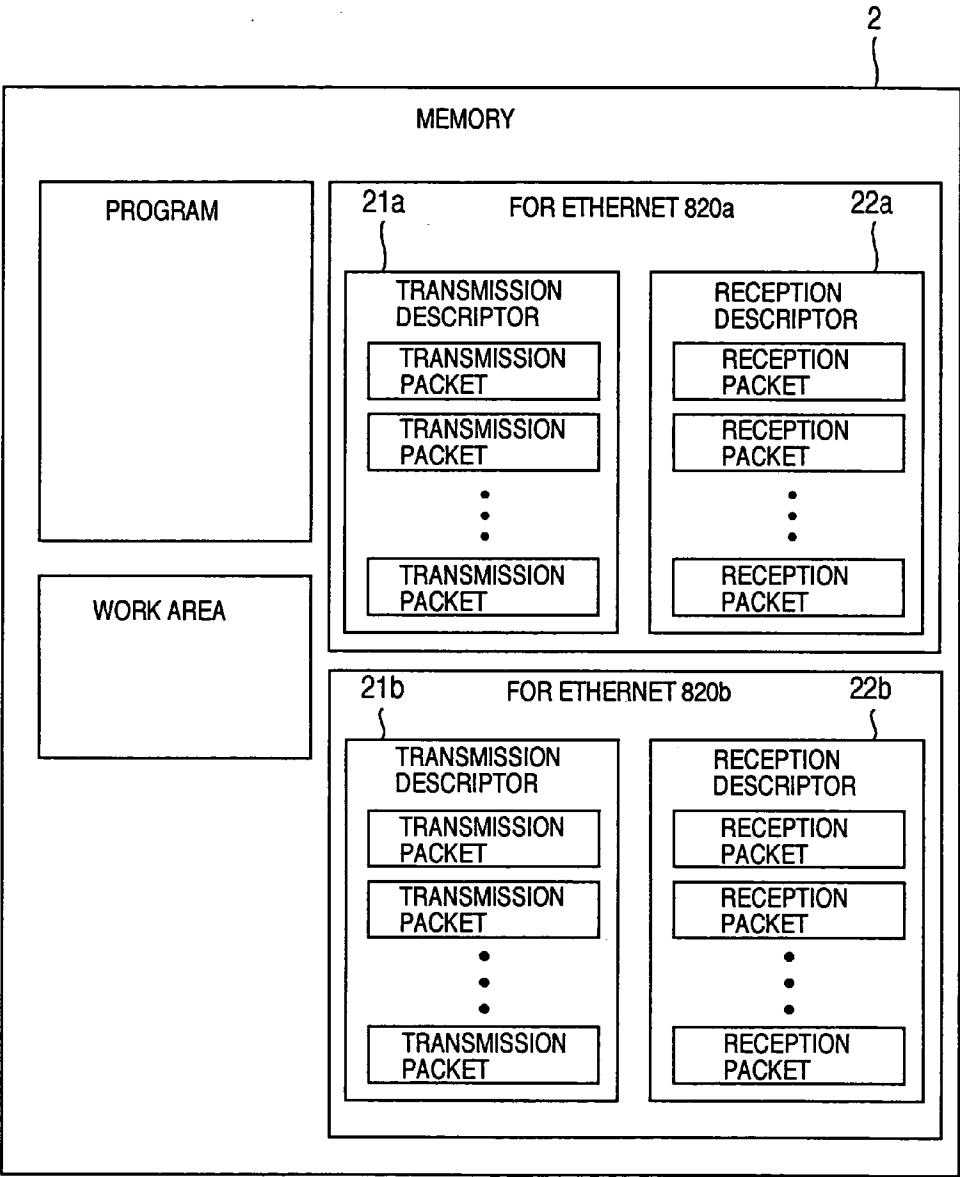 2
MEMORY
PROGRAM
WORK AREA
21a
FOR ETHERNET 820a
22a
TRANSMISSION
DESCRIPTOR
TRANSMISSION
PACKET
TRANSMISSION
PACKET
TRANSMISSION
PACKET
RECEPTION
DESCRIPTOR
RECEPTION
PACKET
RECEPTION
PACKET
RECEPTION
PACKET
21b
FOR ETHERNET 820b
22b
TRANSMISSION
DESCRIPTOR
TRANSMISSION
PACKET
TRANSMISSION
PACKET
TRANSMISSION
PACKET
RECEPTION
DESCRIPTOR
RECEPTION
PACKET
RECEPTION
PACKET
RECEPTION
PACKET